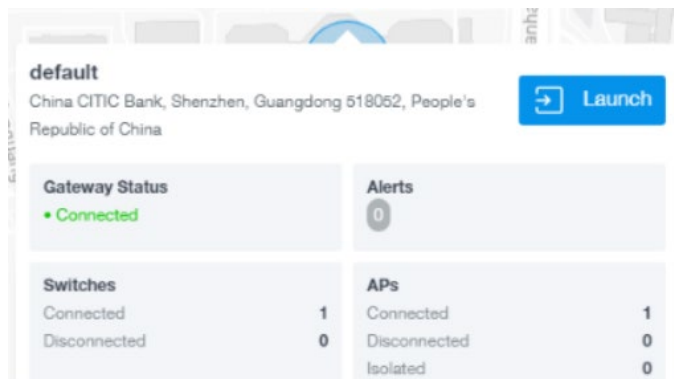 default
China CITIC Bank, Shenzhen, Guangdong 518052, People's
Republic of China
Launch
Gateway Status
• Connected
Alerts
0
Switches
Connected 1
Disconnected 0
APs
Connected 1
Disconnected 0
Isolated 0